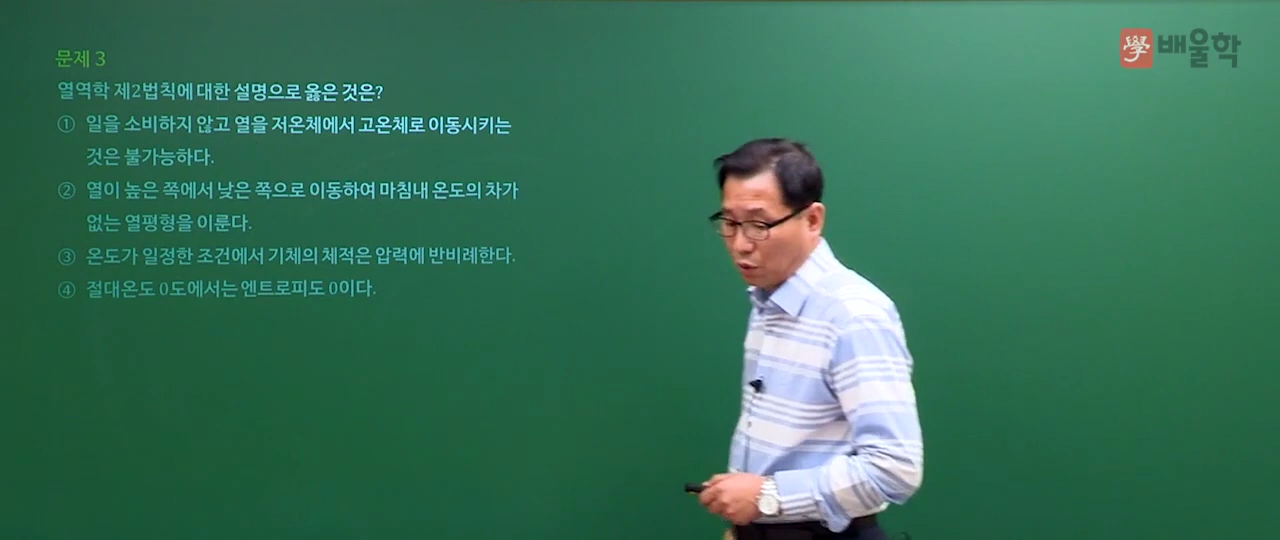 學 배울학
문제 3
열역학 제2법칙에 대한 설명으로 옳은 것은?
① 일을 소비하지 않고 열을 저온체에서 고온체로 이동시키는
것은 불가능하다.
② 열이 높은 쪽에서 낮은 쪽으로 이동하여 마침내 온도의 차가
없는 열평형을 이룬다.
③ 온도가 일정한 조건에서 기체의 체적은 압력에 반비례한다.
④ 절대온도 0도에서는 엔트로피도 0이다.